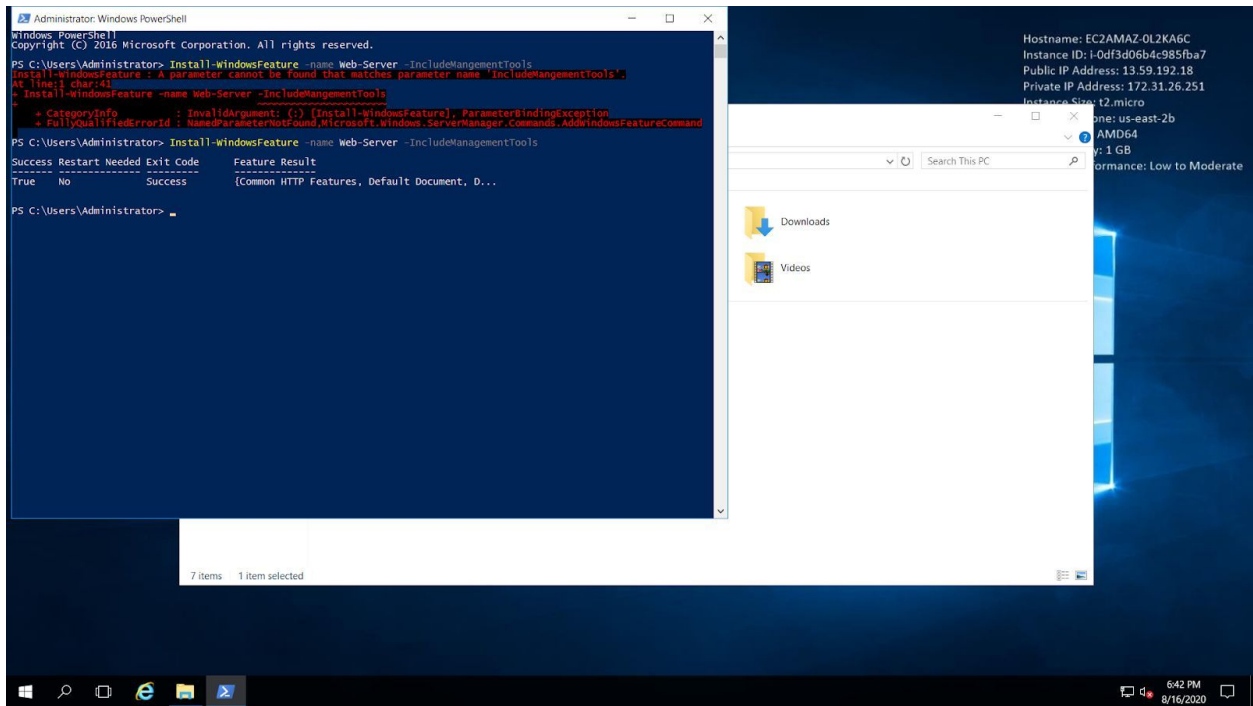 Administrator: Windows PowerShell
Windows PowerShell
Copyright (C) 2016 Microsoft Corporation. All rights reserved.
PS C:\Users\Administrator> Install-WindowsFeature -name Web-Server -IncludeMangementTools
Install-WindowsFeature : A parameter cannot be found that matches parameter name 'IncludeMangementTools'.
At line:1 char:41
+ Install-WindowsFeature -name Web-Server -IncludeMangementTools
+ ~~~~~~~~~~~~~~~~~~~~~~
+ CategoryInfo : InvalidArgument: (:) [Install-WindowsFeature], ParameterBindingException
+ FullyQualifiedErrorId : NamedParameterNotFound,Microsoft.Windows.ServerManager.Commands.AddWindowsFeatureCommand
PS C:\Users\Administrator> Install-WindowsFeature -name Web-Server -IncludeManagementTools
Success Restart Needed Exit Code Feature Result
------- -------------- --------- --------------
True No Success {Common HTTP Features, Default Document, D...
PS C:\Users\Administrator> _
Hostname: EC2AMAZ-0L2KA6C
Instance ID: i-0df3d06b4c985fba7
Public IP Address: 13.59.192.18
Private IP Address: 172.31.26.251
Instance Size: t2.micro
one: us-east-2b
AMD64
y: 1 GB
ormance: Low to Moderate
Search This PC
Downloads
Videos
7 items 1 item selected
6:42 PM
8/16/2020